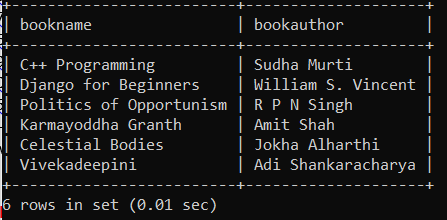 +------------------------+--------------------+
| bookname | bookauthor |
+------------------------+--------------------+
| C++ Programming | Sudha Murti |
| Django for Beginners | William S. Vincent |
| Politics of Opportunism | R P N Singh |
| Karmayoddha Granth | Amit Shah |
| Celestial Bodies | Jokha Alharthi |
| Vivekadeepini | Adi Shankaracharya |
+------------------------+--------------------+
6 rows in set (0.01 sec)